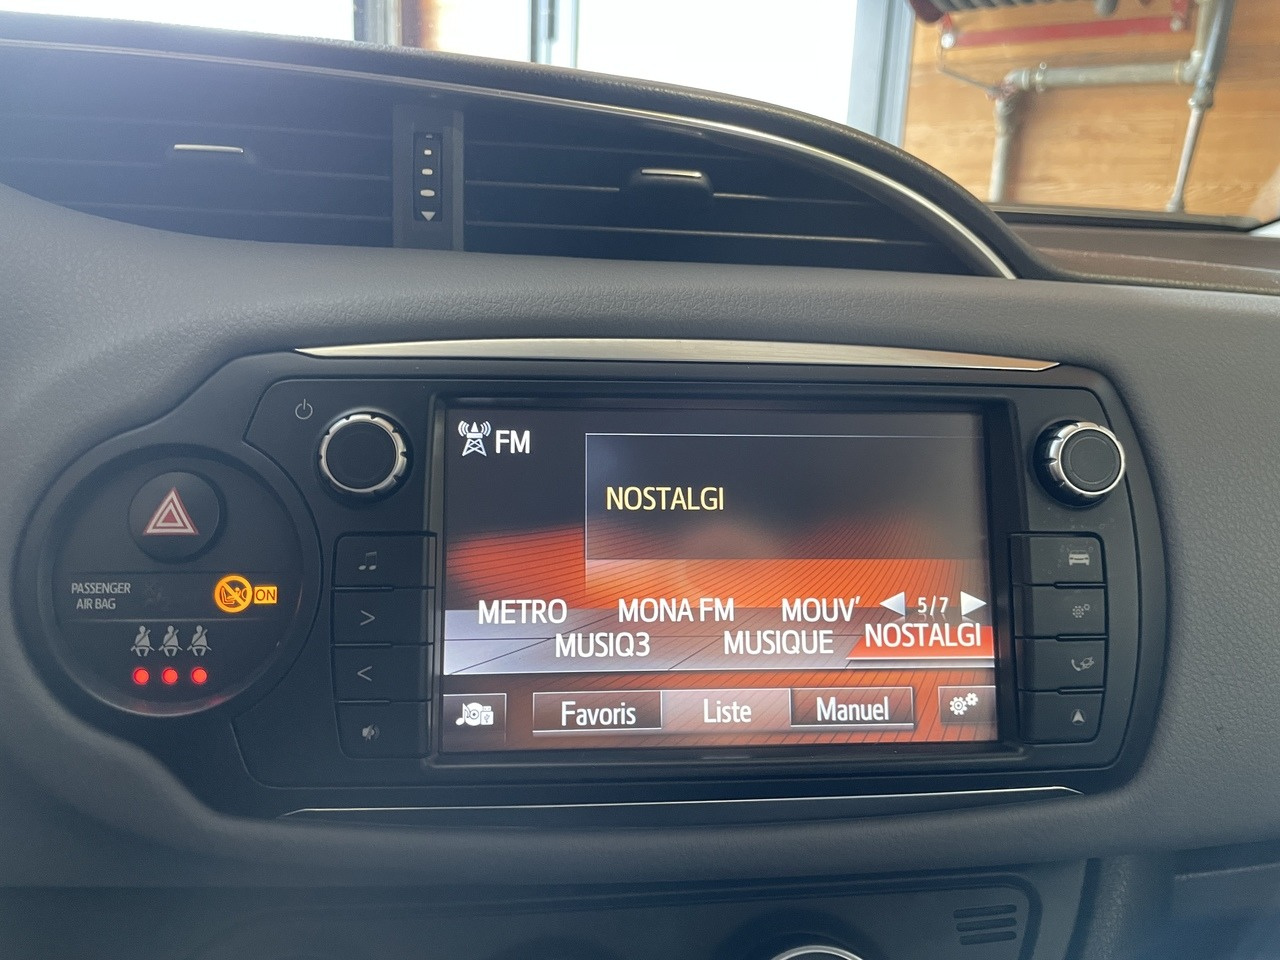 FM
NOSTALGI
METRO MONA FM MOUV' 5/7
MUSIQ3 MUSIQUE NOSTALGI
Favoris Liste Manuel
PASSENGER
AIR BAG
ON